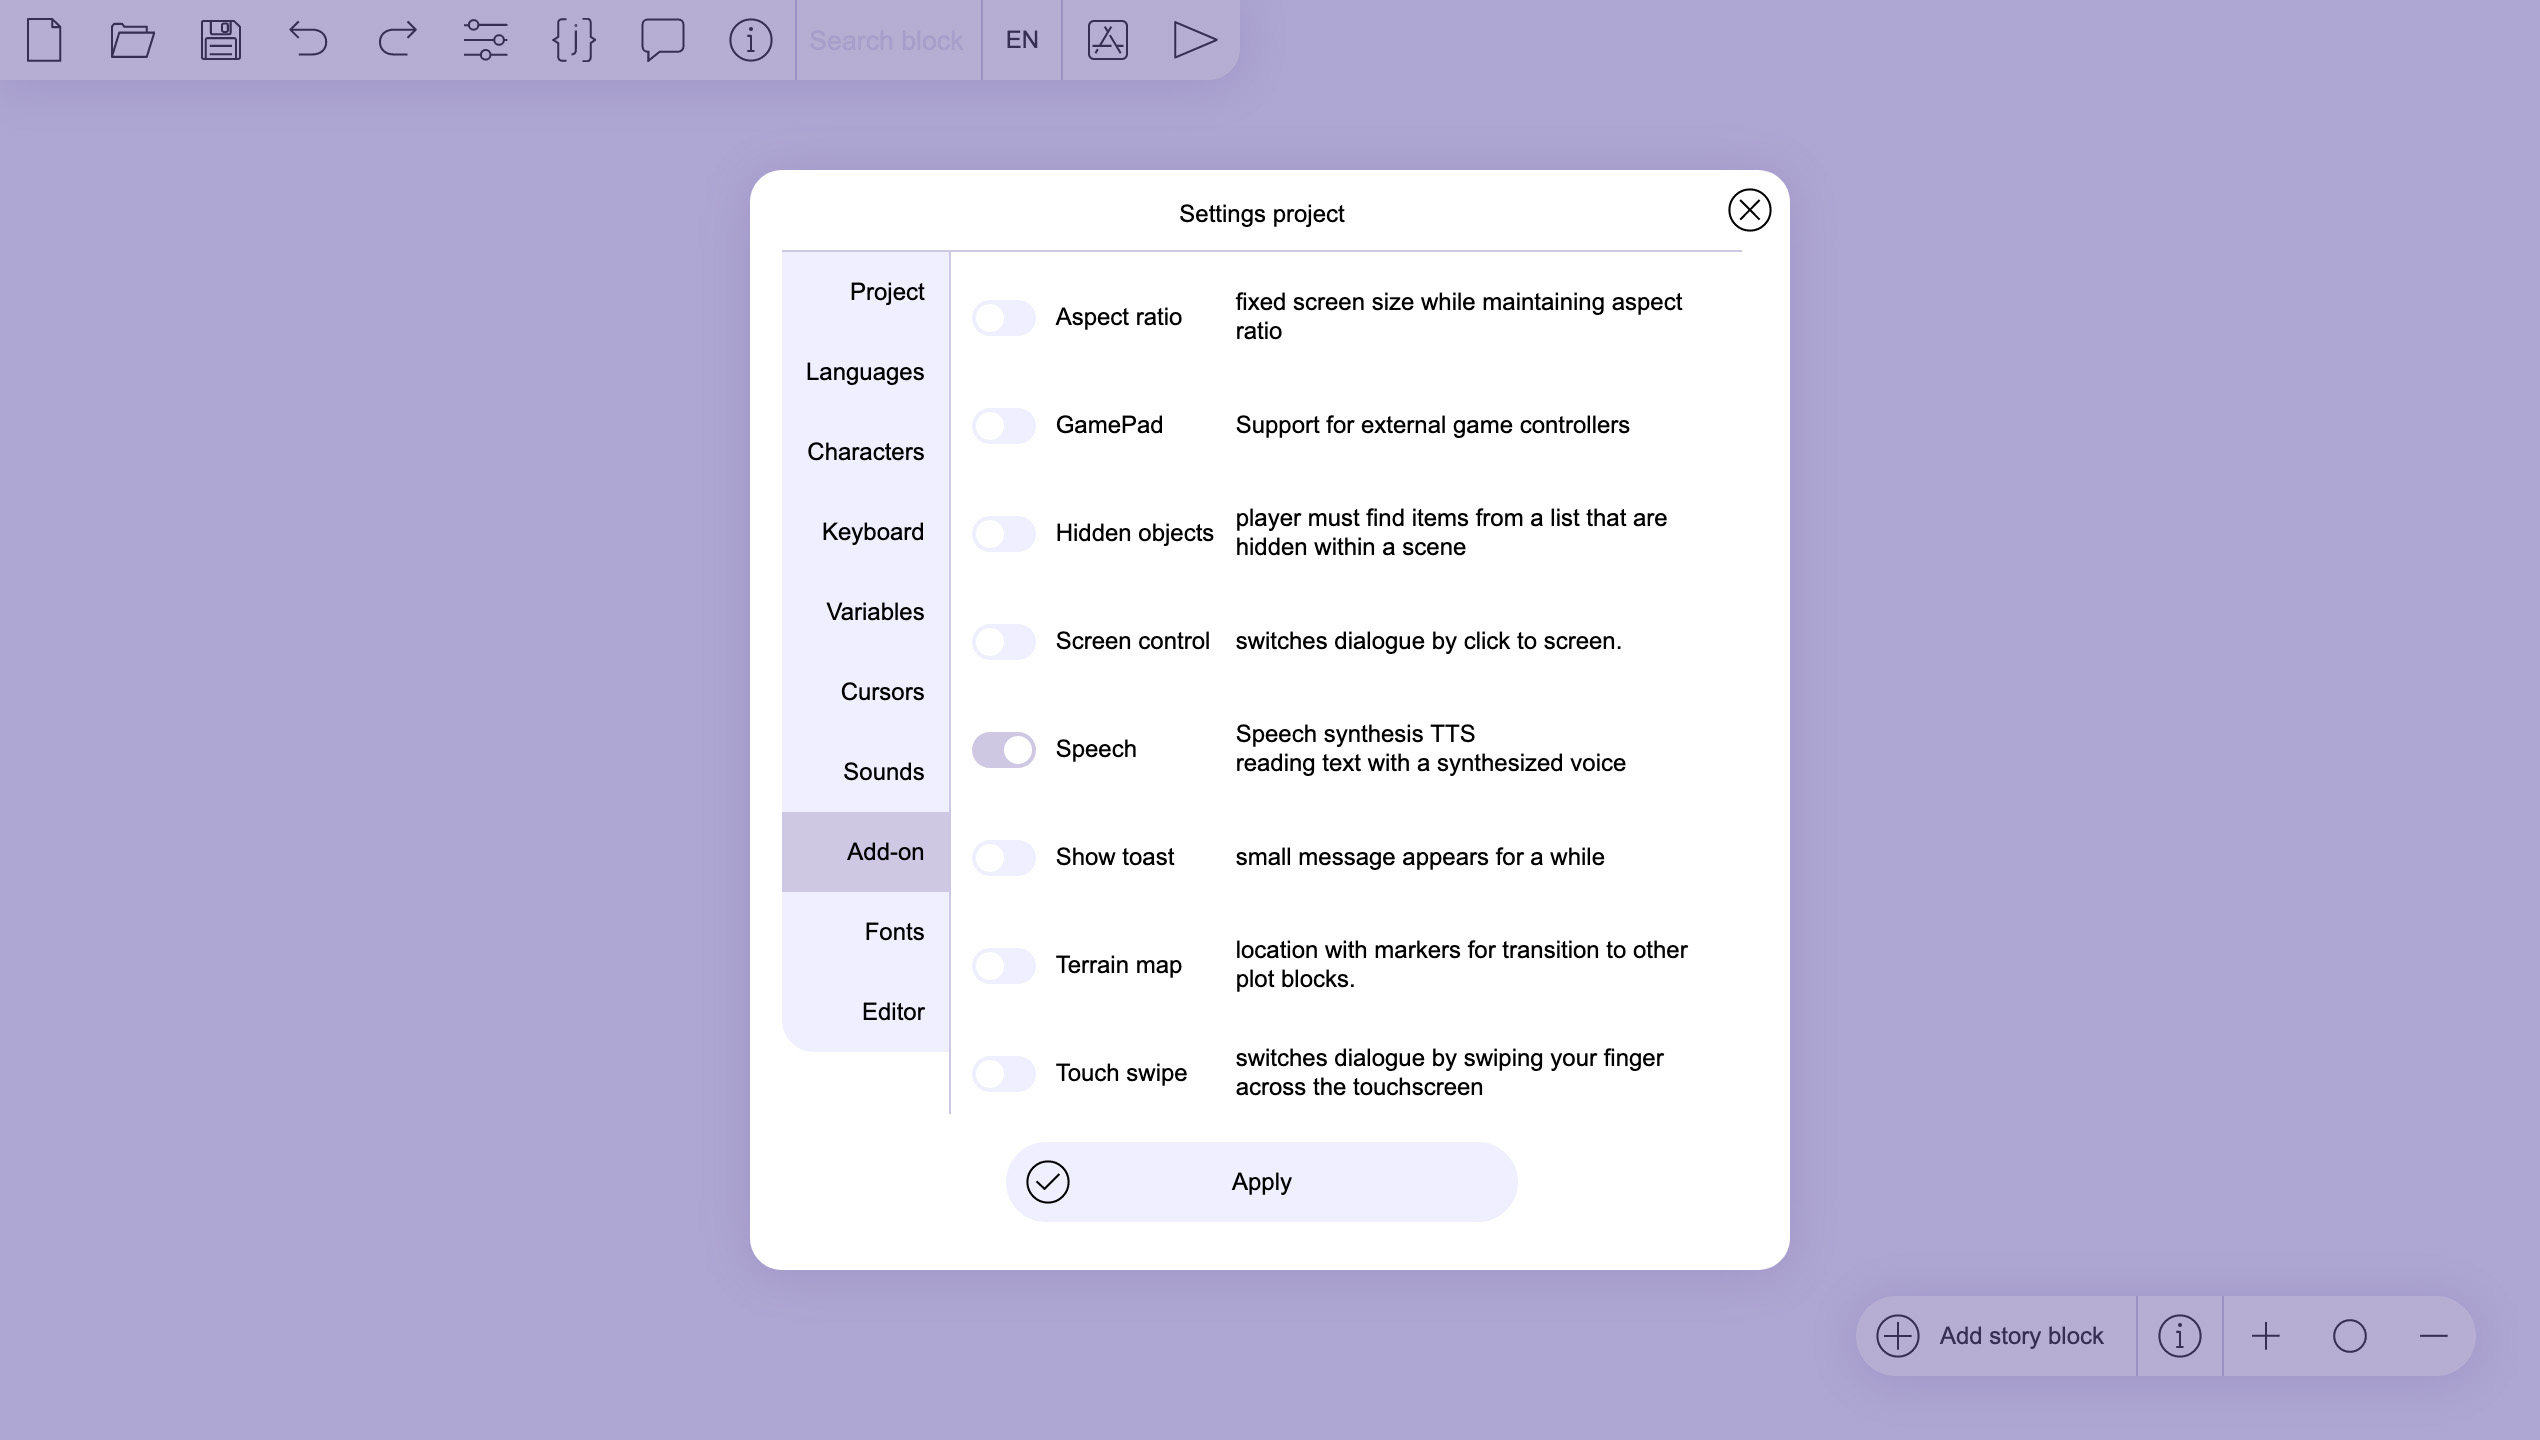 Search block
EN
Settings project
Project
Languages
Characters
Keyboard
Variables
Cursors
Sounds
Add-on
Fonts
Editor
Aspect ratio
fixed screen size while maintaining aspect
ratio
GamePad
Support for external game controllers
Hidden objects
player must find items from a list that are
hidden within a scene
Screen control
switches dialogue by click to screen.
Speech
Speech synthesis TTS
reading text with a synthesized voice
Show toast
small message appears for a while
Terrain map
location with markers for transition to other
plot blocks.
Touch swipe
switches dialogue by swiping your finger
across the touchscreen
Apply
Add story block